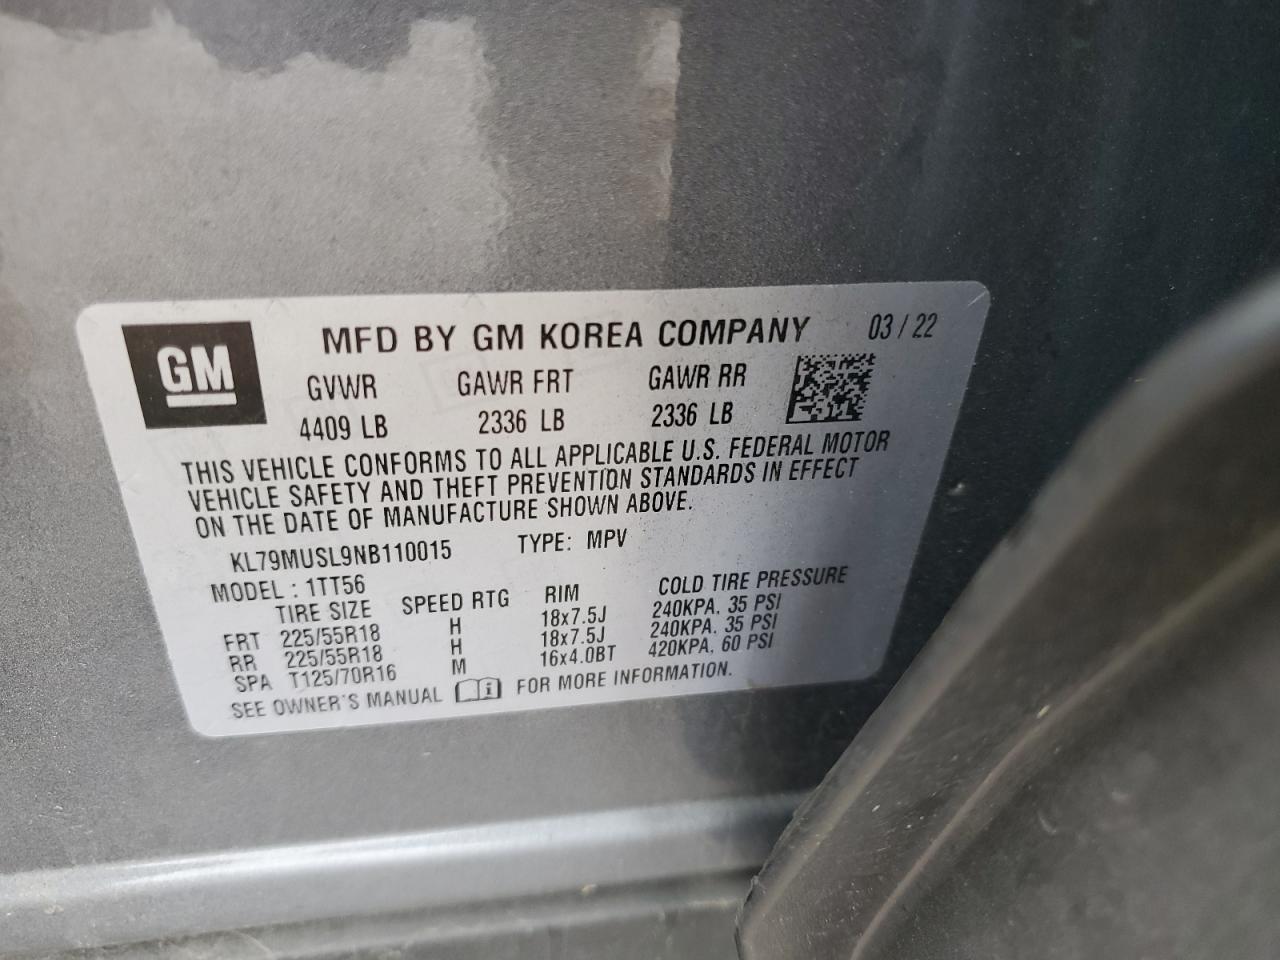 GM
MFD BY GM KOREA COMPANY 03 / 22
GVWR GAWR FRT GAWR RR
4409 LB 2336 LB 2336 LB
THIS VEHICLE CONFORMS TO ALL APPLICABLE U.S. FEDERAL MOTOR
VEHICLE SAFETY AND THEFT PREVENTION STANDARDS IN EFFECT
ON THE DATE OF MANUFACTURE SHOWN ABOVE.
KL79MUSL9NB110015 TYPE: MPV
MODEL : 1TT56
TIRE SIZE SPEED RTG RIM COLD TIRE PRESSURE
FRT 225/55R18 H 18x7.5J 240KPA, 35 PSI
RR 225/55R18 H 18x7.5J 240KPA, 35 PSI
SPA T125/70R16 M 16x4.0BT 420KPA, 60 PSI
SEE OWNER'S MANUAL i FOR MORE INFORMATION.